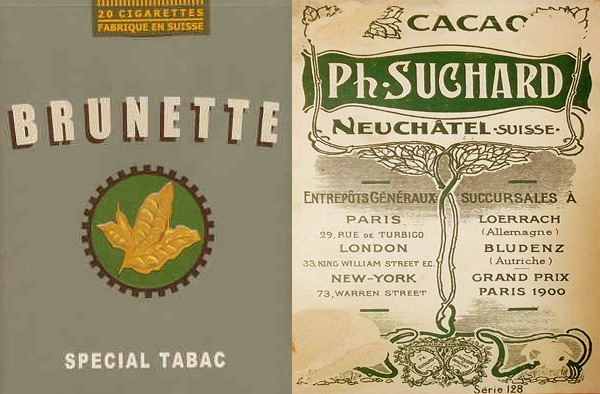 20 CIGARETTES
FABRIQUE EN SUISSE
BRUNETTE
SPECIAL TABAC
CACAO
PH. SUCHARD
NEUCHÂTEL·SUISSE·
ENTREPÔTS GÉNÉRAUX
PARIS
29, RUE DE TURBIGO
LONDON
33, KING WILLIAM STREET E.C.
NEW-YORK
73, WARREN STREET
SUCCURSALES À
LOERRACH
(Allemagne)
BLUDENZ
(Autriche)
GRAND PRIX
PARIS 1900
Série 128